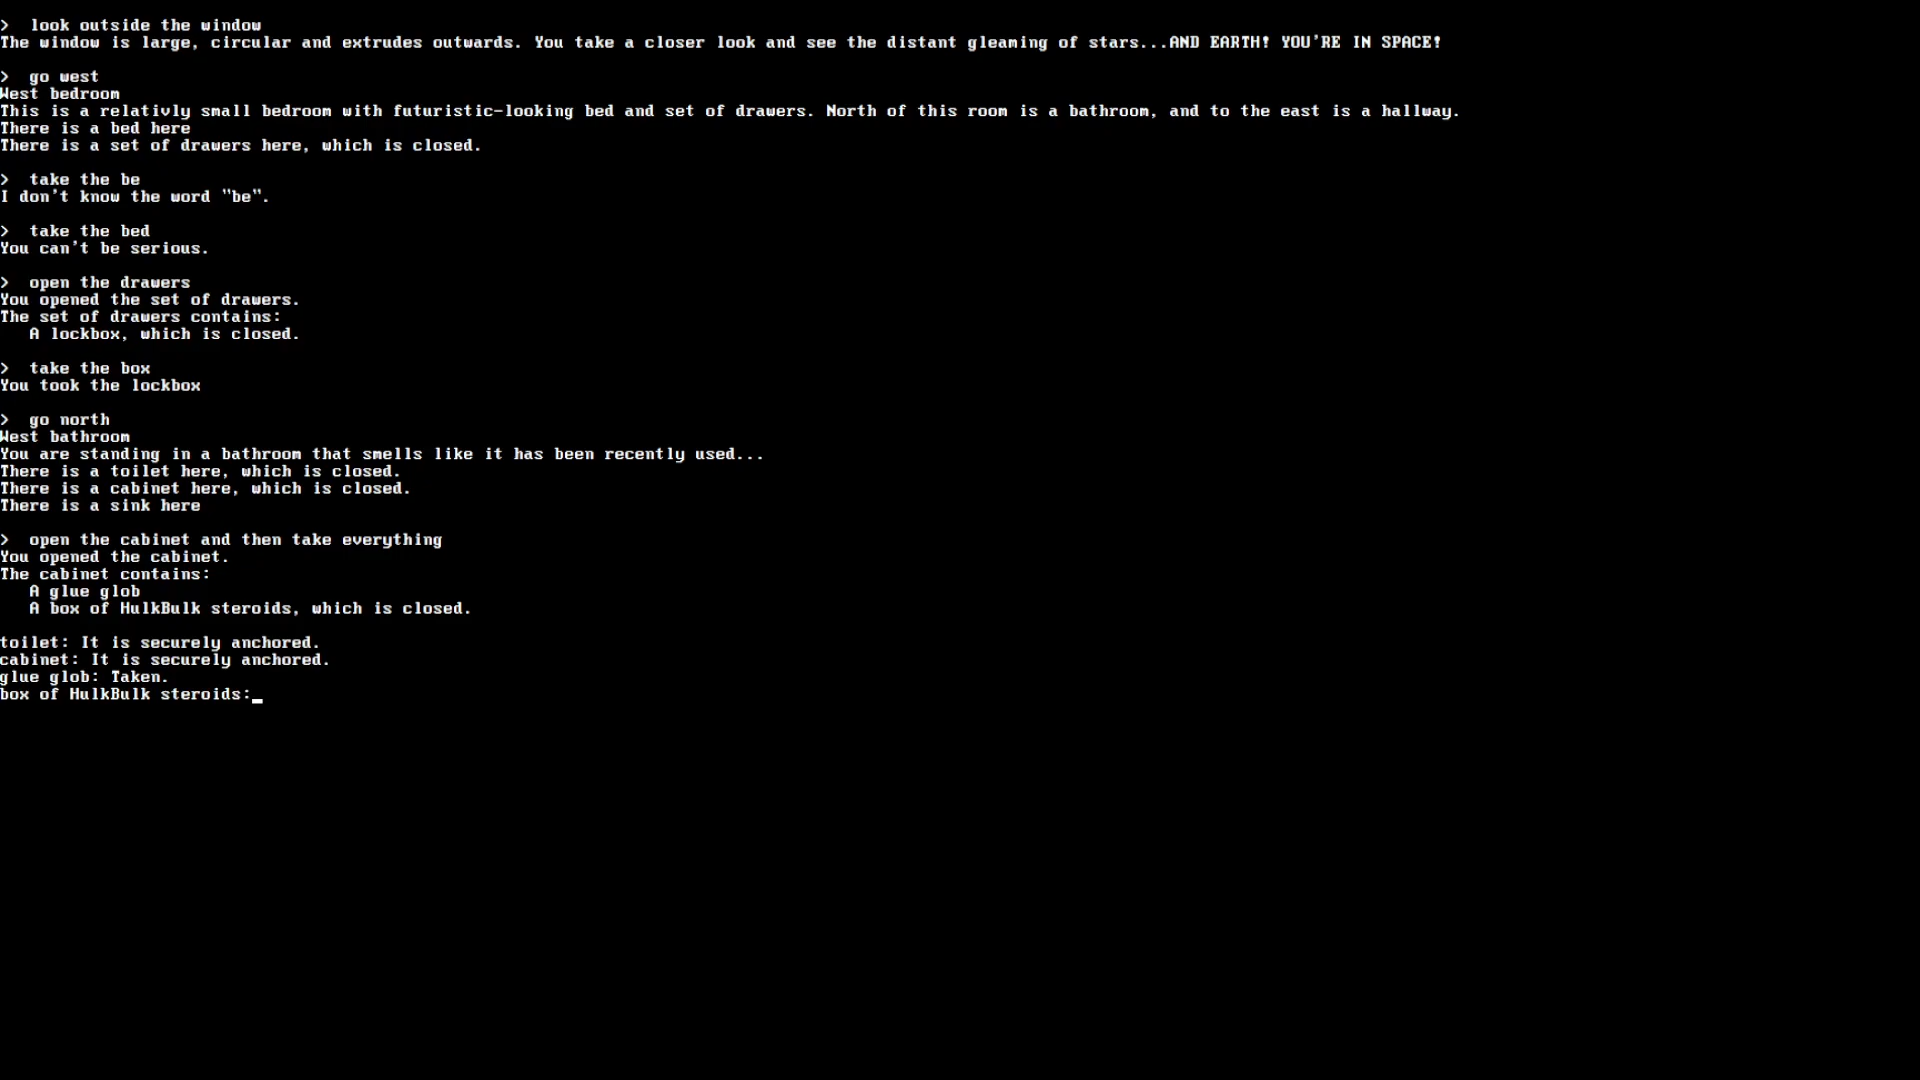 > look outside the window
The window is large, circular and extrudes outwards. You take a closer look and see the distant gleaming of stars...AND EARTH! YOU'RE IN SPACE!
> go west
West bedroom
This is a relativly small bedroom with futuristic-looking bed and set of drawers. North of this room is a bathroom, and to the east is a hallway.
There is a bed here
There is a set of drawers here, which is closed.
> take the be
I don't know the word "be".
> take the bed
You can't be serious.
> open the drawers
You opened the set of drawers.
The set of drawers contains:
A lockbox, which is closed.
> take the box
You took the lockbox
> go north
West bathroom
You are standing in a bathroom that smells like it has been recently used...
There is a toilet here, which is closed.
There is a cabinet here, which is closed.
There is a sink here
> open the cabinet and then take everything
You opened the cabinet.
The cabinet contains:
A glue glob
A box of HulkBulk steroids, which is closed.
toilet: It is securely anchored.
cabinet: It is securely anchored.
glue glob: Taken.
box of HulkBulk steroids:_